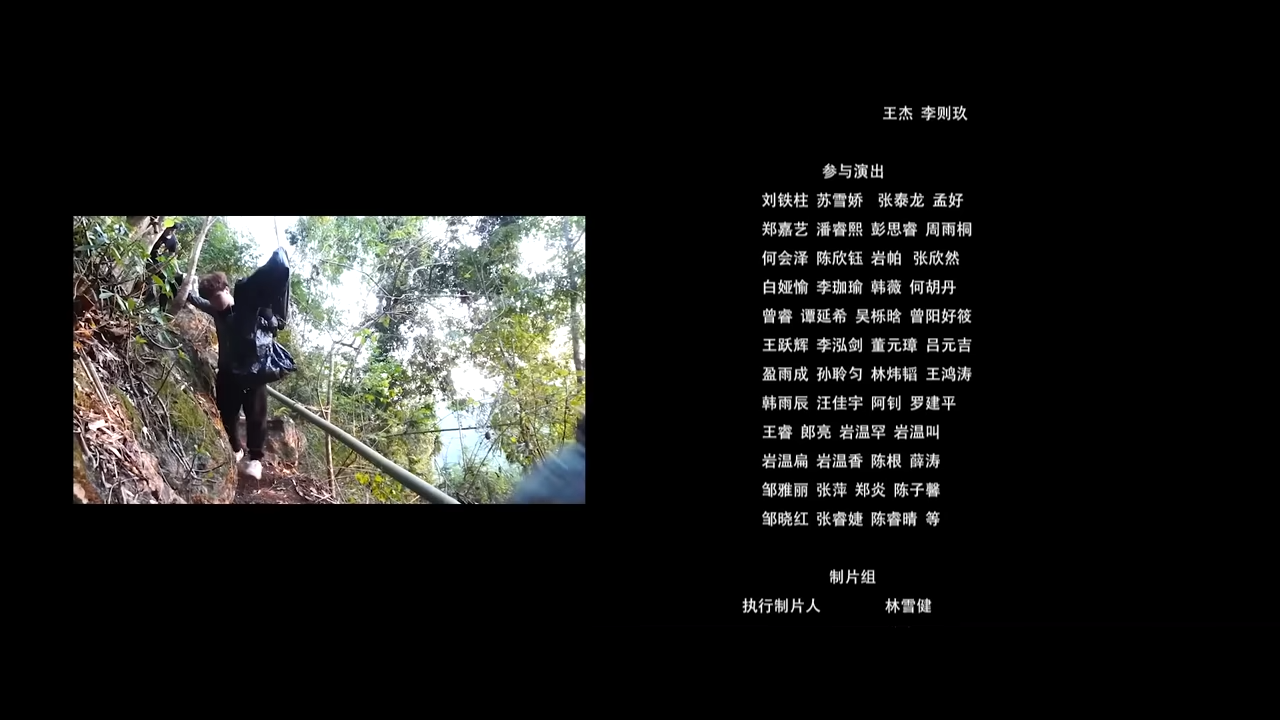 王杰 李则玖
参与演出
刘铁柱 苏雪娇 张泰龙 孟好
郑嘉艺 潘睿熙 彭思睿 周雨桐
何会泽 陈欣钰 岩帕 张欣然
白娅愉 李珈瑜 韩薇 何胡丹
曾睿 谭延希 吴栎晗 曾阳好筱
王跃辉 李泓剑 董元璋 吕元吉
盈雨成 孙聆匀 林炜韬 王鸿涛
韩雨辰 汪佳宇 阿钊 罗建平
王睿 郎亮 岩温罕 岩温叫
岩温扁 岩温香 陈根 薛涛
邹雅丽 张萍 郑炎 陈子馨
邹晓红 张睿婕 陈睿晴 等
制片组
执行制片人 林雪健